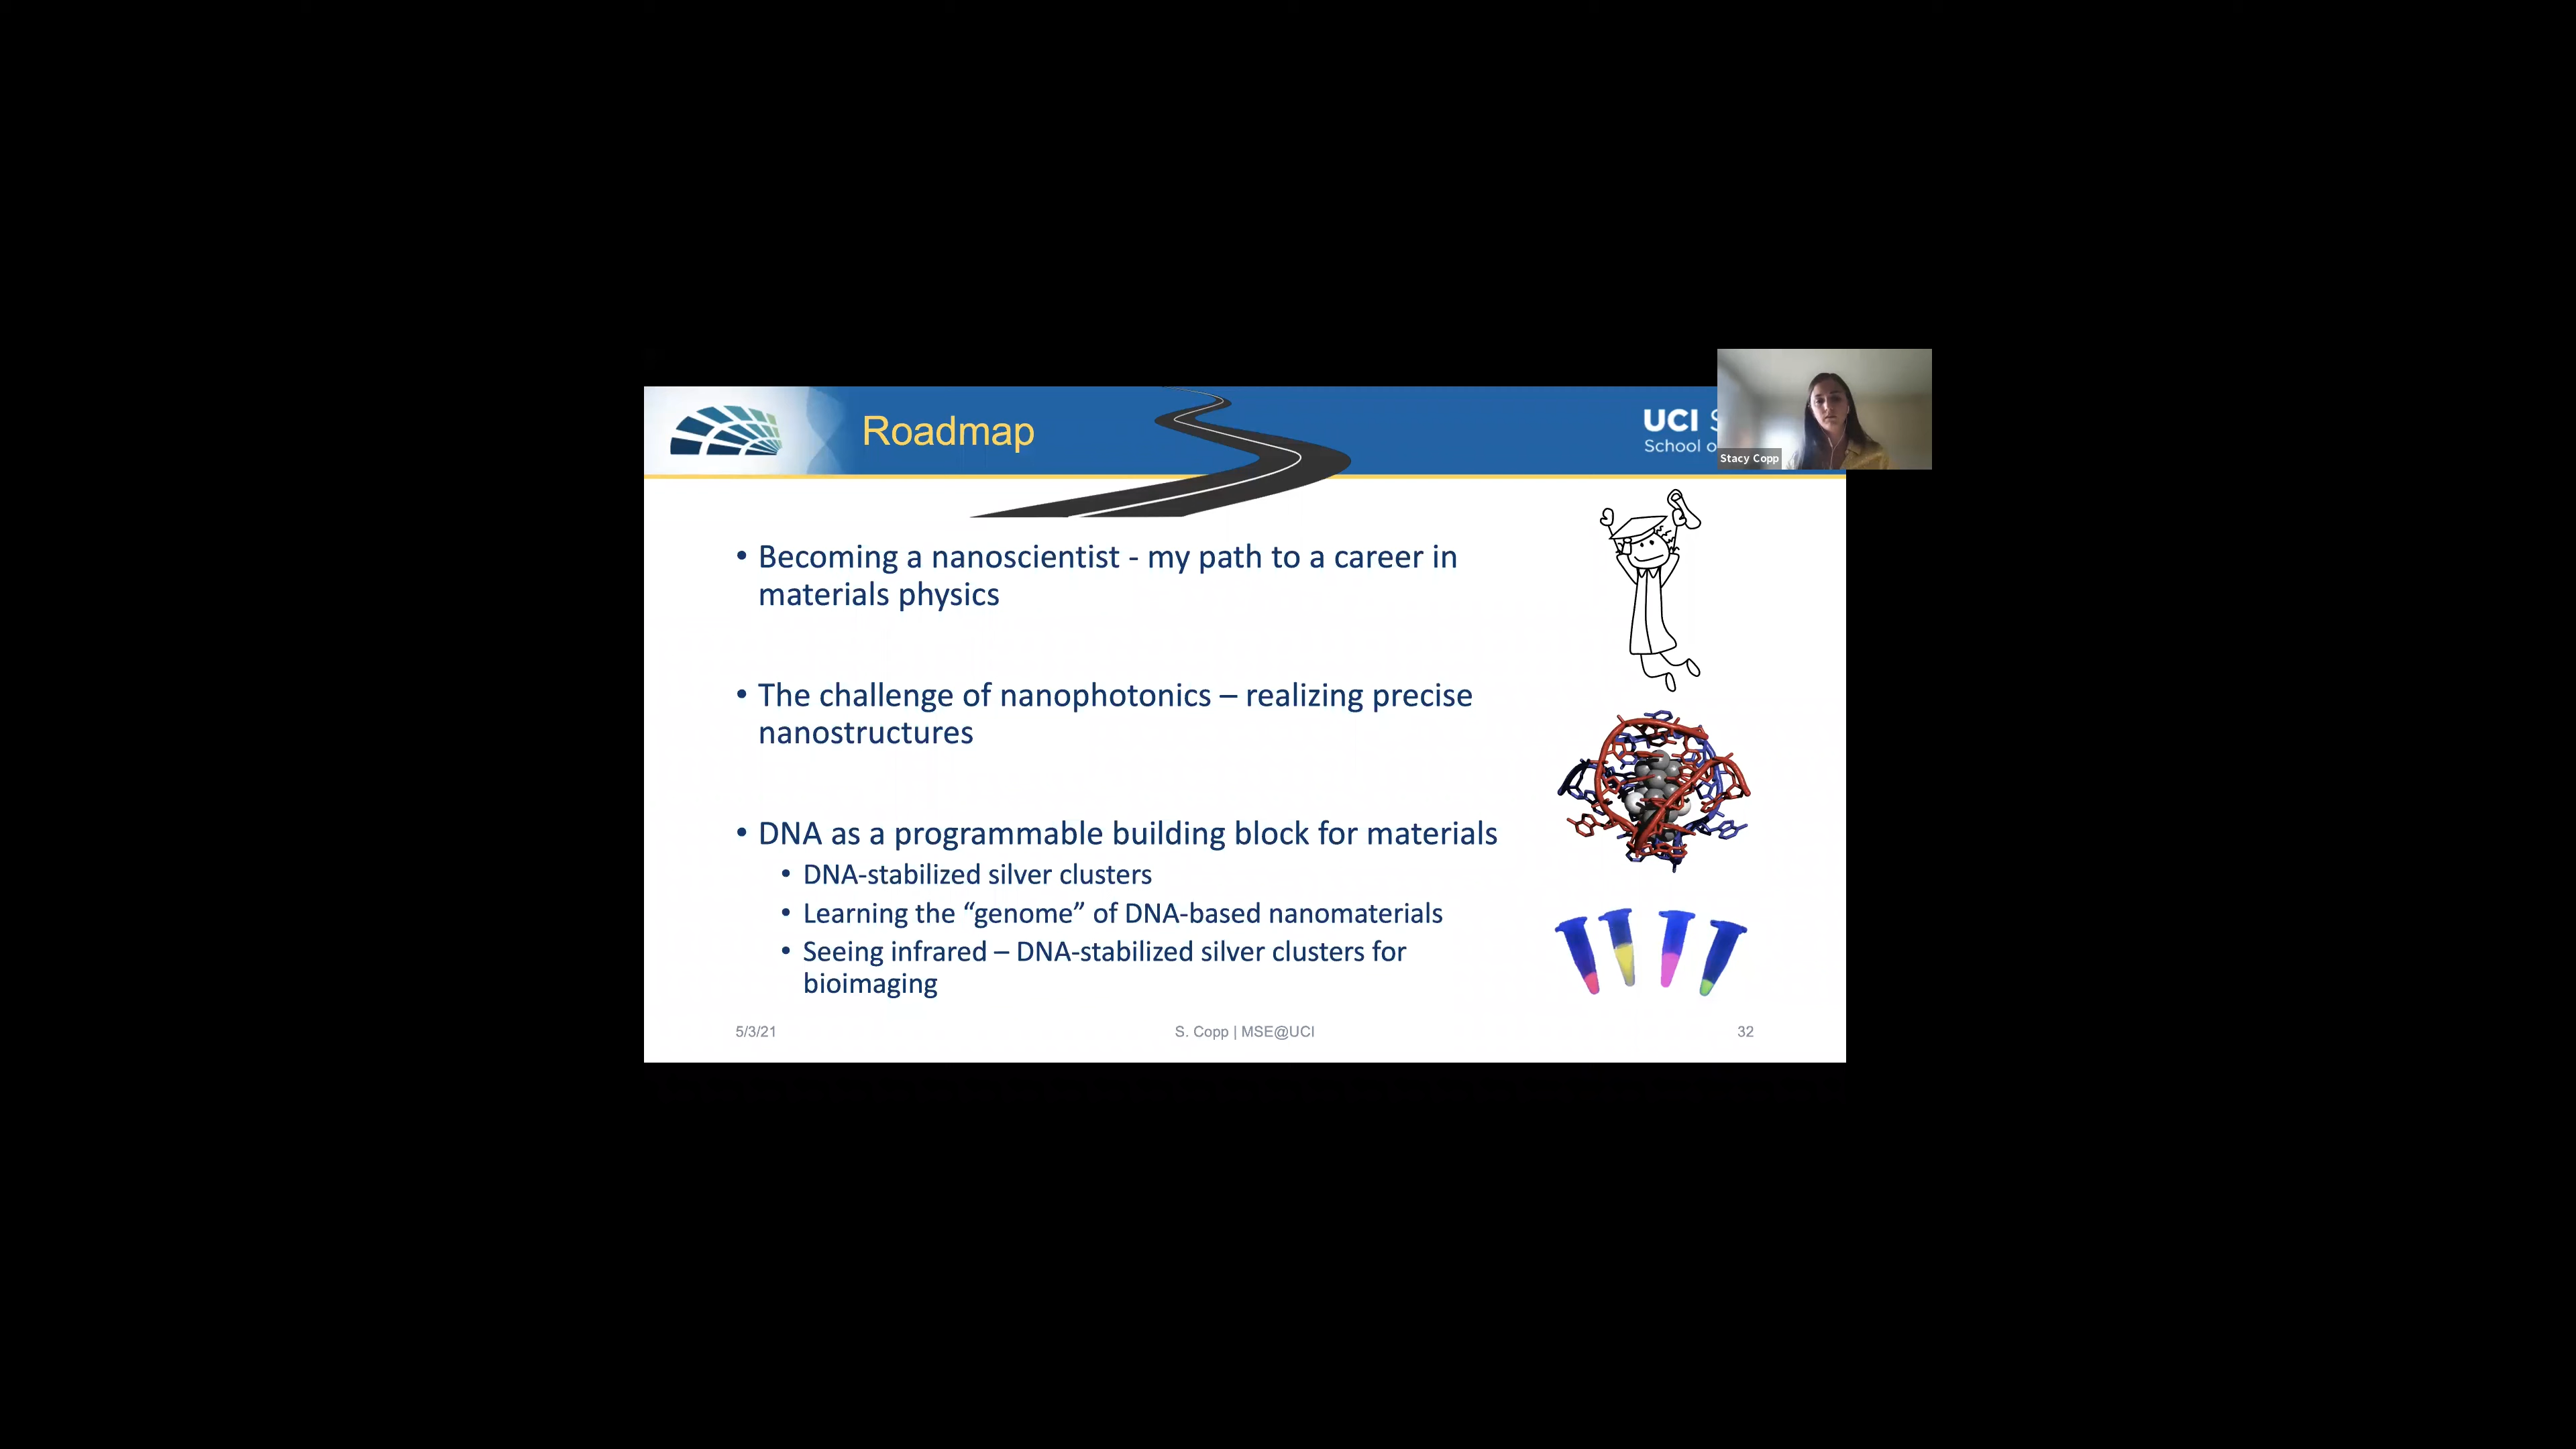 Roadmap
UCI
School
Stacy Copp
• Becoming a nanoscientist - my path to a career in
materials physics
• The challenge of nanophotonics – realizing precise
nanostructures
• DNA as a programmable building block for materials
• DNA-stabilized silver clusters
• Learning the “genome” of DNA-based nanomaterials
• Seeing infrared – DNA-stabilized silver clusters for
bioimaging
5/3/21
S. Copp | MSE@UCI
32